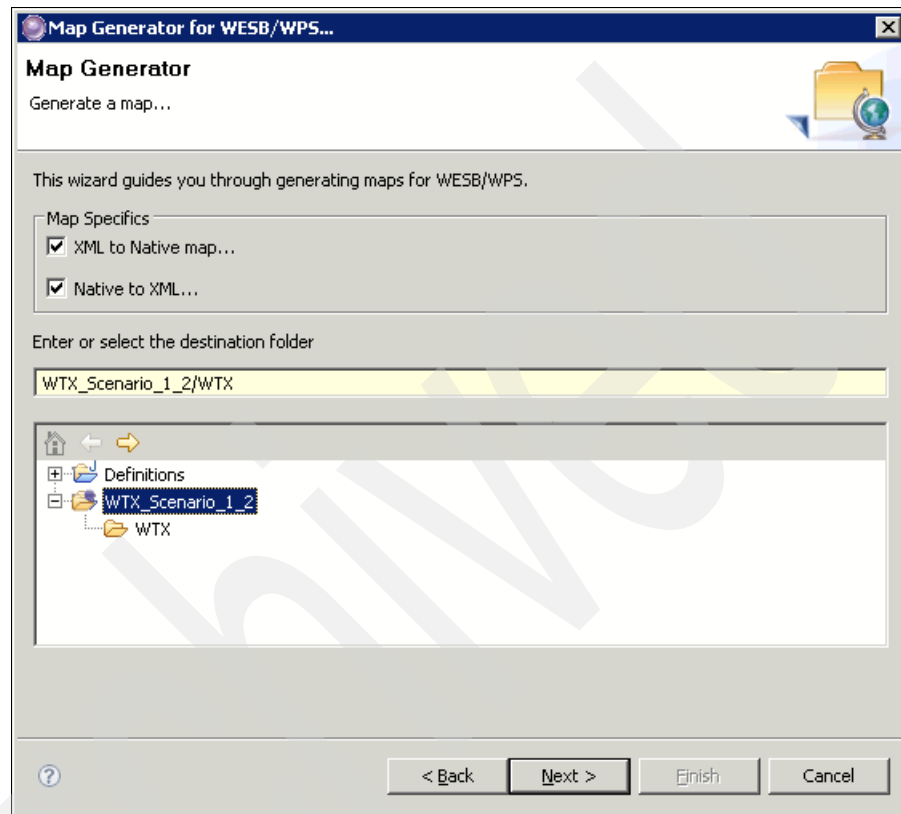 Map Generator for WESB/WPS...
Map Generator
Generate a map...
This wizard guides you through generating maps for WESB/WPS.
Map Specifics
XML to Native map...
Native to XML...
Enter or select the destination folder
WTX_Scenario_1_2/WTX
Definitions
WTX_Scenario_1_2
WTX
< Back Next > Finish Cancel